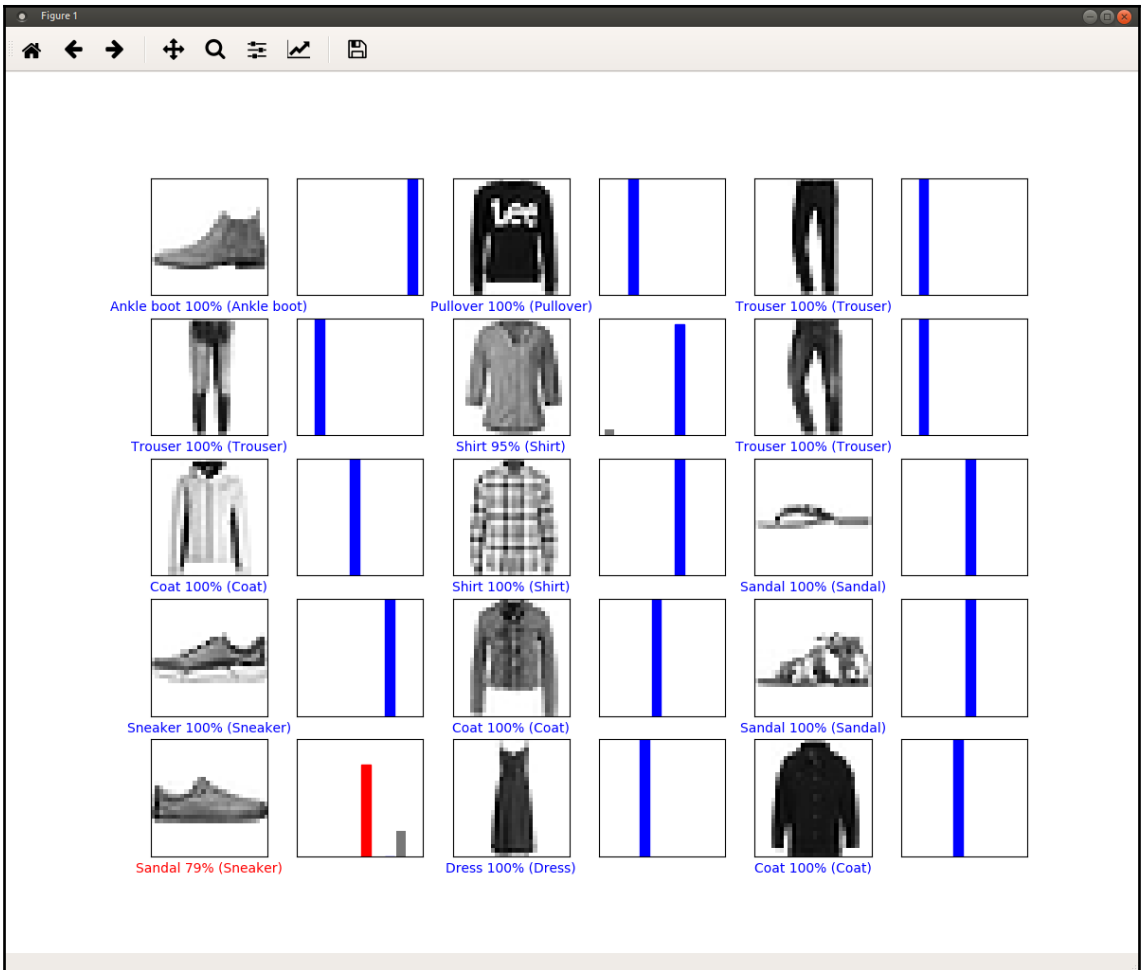 Figure 1
Lee
Ankle boot 100% (Ankle boot)
Pullover 100% (Pullover)
Trouser 100% (Trouser)
Trouser 100% (Trouser)
Shirt 95% (Shirt)
Trouser 100% (Trouser)
Coat 100% (Coat)
Shirt 100% (Shirt)
Sandal 100% (Sandal)
Sneaker 100% (Sneaker)
Coat 100% (Coat)
Sandal 100% (Sandal)
Sandal 79% (Sneaker)
Dress 100% (Dress)
Coat 100% (Coat)